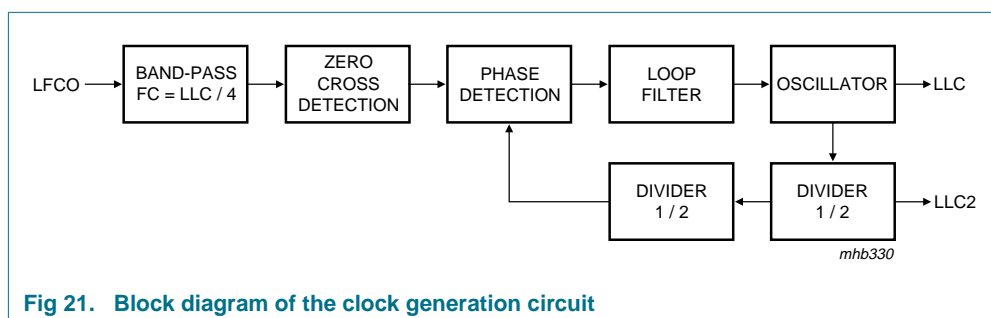 LFCO
BAND-PASS
FC = LLC / 4
ZERO
CROSS
DETECTION
PHASE
DETECTION
LOOP
FILTER
OSCILLATOR
LLC
DIVIDER
1 / 2
DIVIDER
1 / 2
LLC2
mhb330
Fig 21. Block diagram of the clock generation circuit